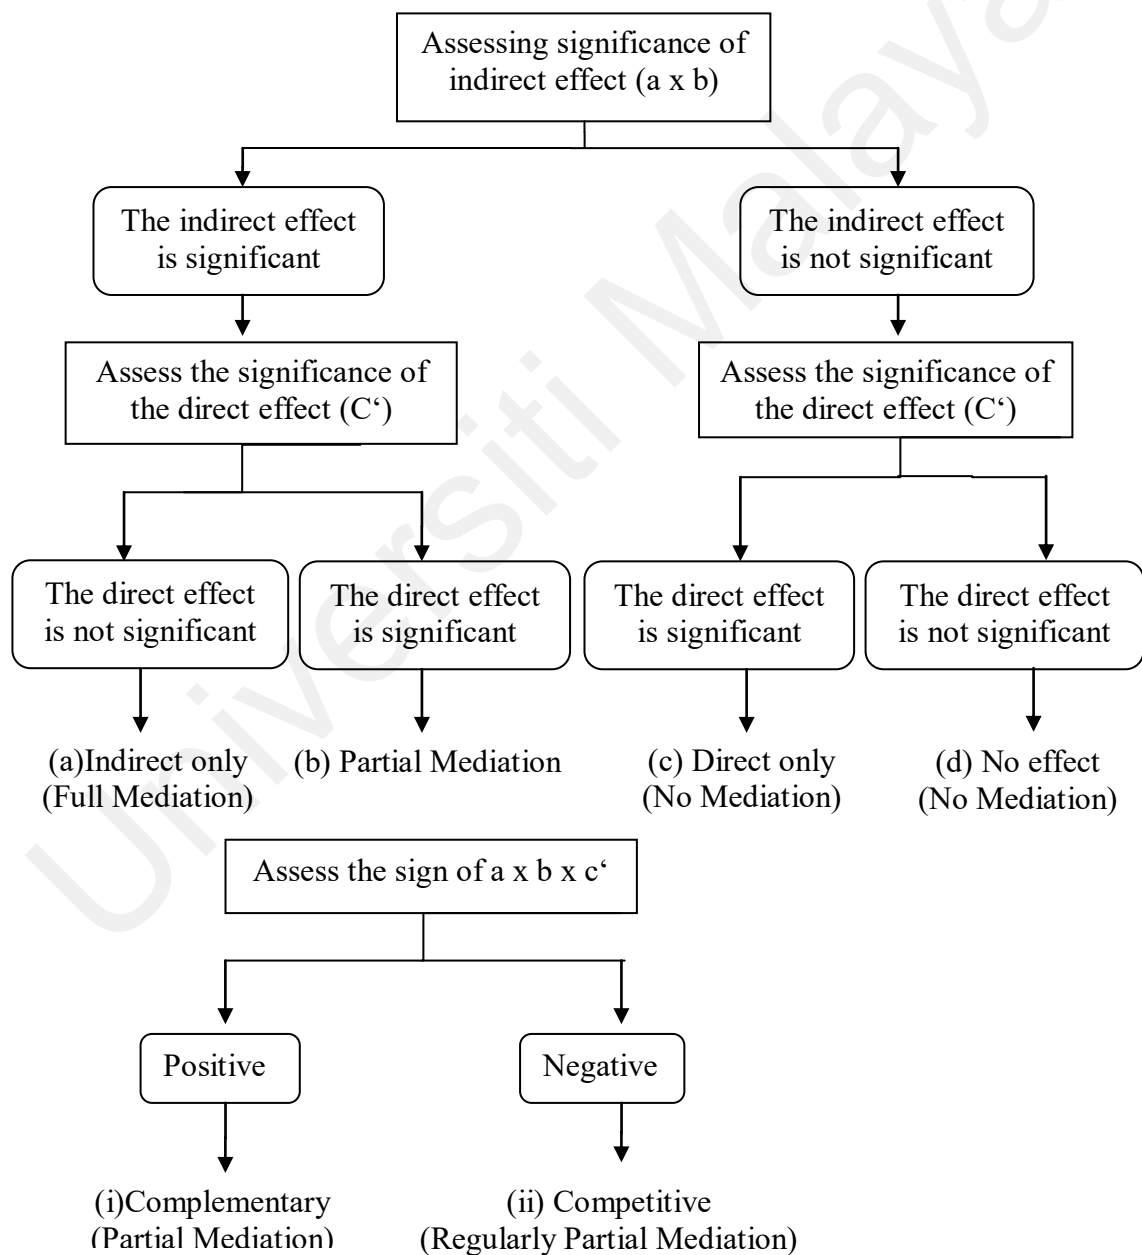 Assessing significance of
indirect effect (a x b)
The indirect effect
is significant
The indirect effect
is not significant
Assess the significance of
the direct effect (C‘)
Assess the significance of
the direct effect (C‘)
The direct effect
is not significant
The direct effect
is significant
The direct effect
is significant
The direct effect
is not significant
(a)Indirect only
(Full Mediation)
(b) Partial Mediation
(c) Direct only
(No Mediation)
(d) No effect
(No Mediation)
Assess the sign of a x b x c‘
Positive
Negative
(i)Complementary
(Partial Mediation)
(ii) Competitive
(Regularly Partial Mediation)
Universiti Malaya